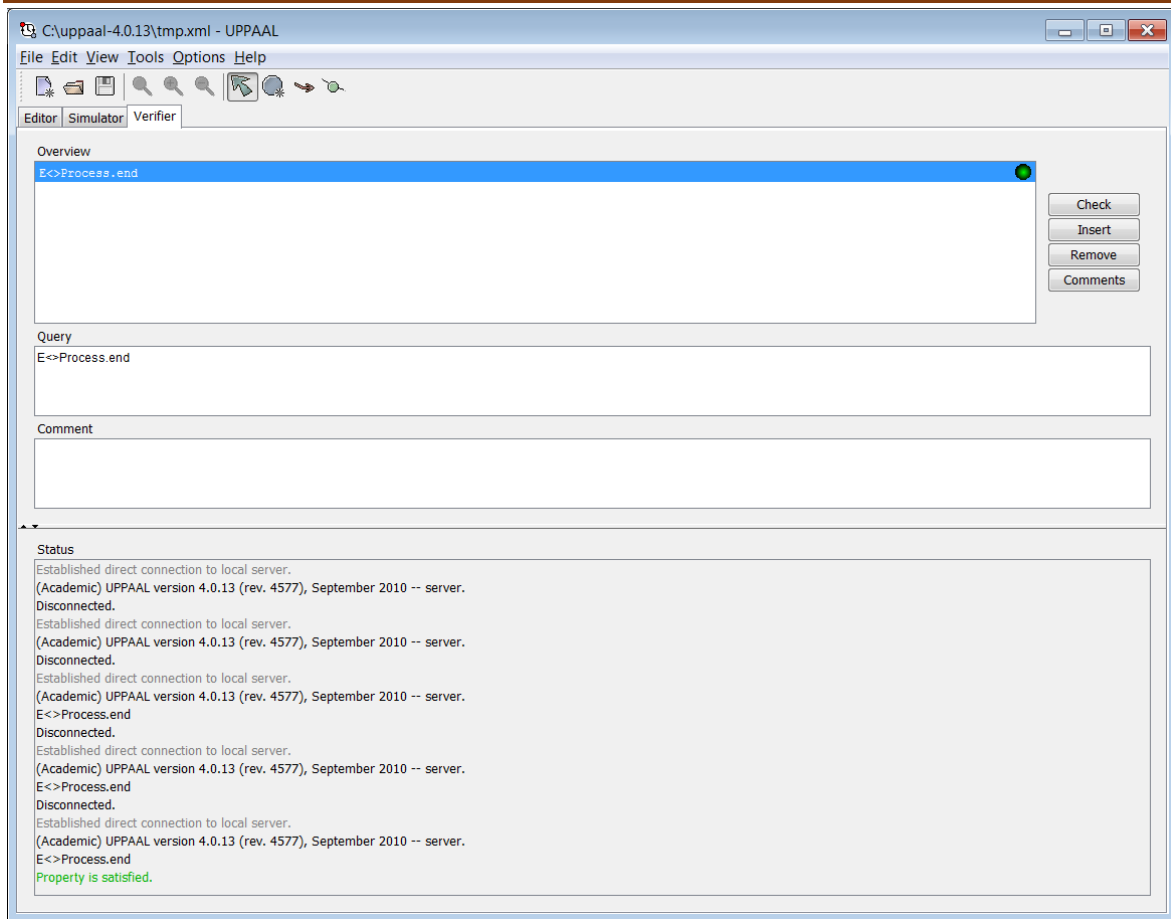 C:\uppaal-4.0.13\tmp.xml - UPPAAL
File Edit View Tools Options Help
Editor Simulator Verifier
Overview
E<>Process.end
Check
Insert
Remove
Comments
Query
E<>Process.end
Comment
Status
Established direct connection to local server.
(Academic) UPPAAL version 4.0.13 (rev. 4577), September 2010 -- server.
Disconnected.
Established direct connection to local server.
(Academic) UPPAAL version 4.0.13 (rev. 4577), September 2010 -- server.
Disconnected.
Established direct connection to local server.
(Academic) UPPAAL version 4.0.13 (rev. 4577), September 2010 -- server.
E<>Process.end
Disconnected.
Established direct connection to local server.
(Academic) UPPAAL version 4.0.13 (rev. 4577), September 2010 -- server.
E<>Process.end
Disconnected.
Established direct connection to local server.
(Academic) UPPAAL version 4.0.13 (rev. 4577), September 2010 -- server.
E<>Process.end
Property is satisfied.